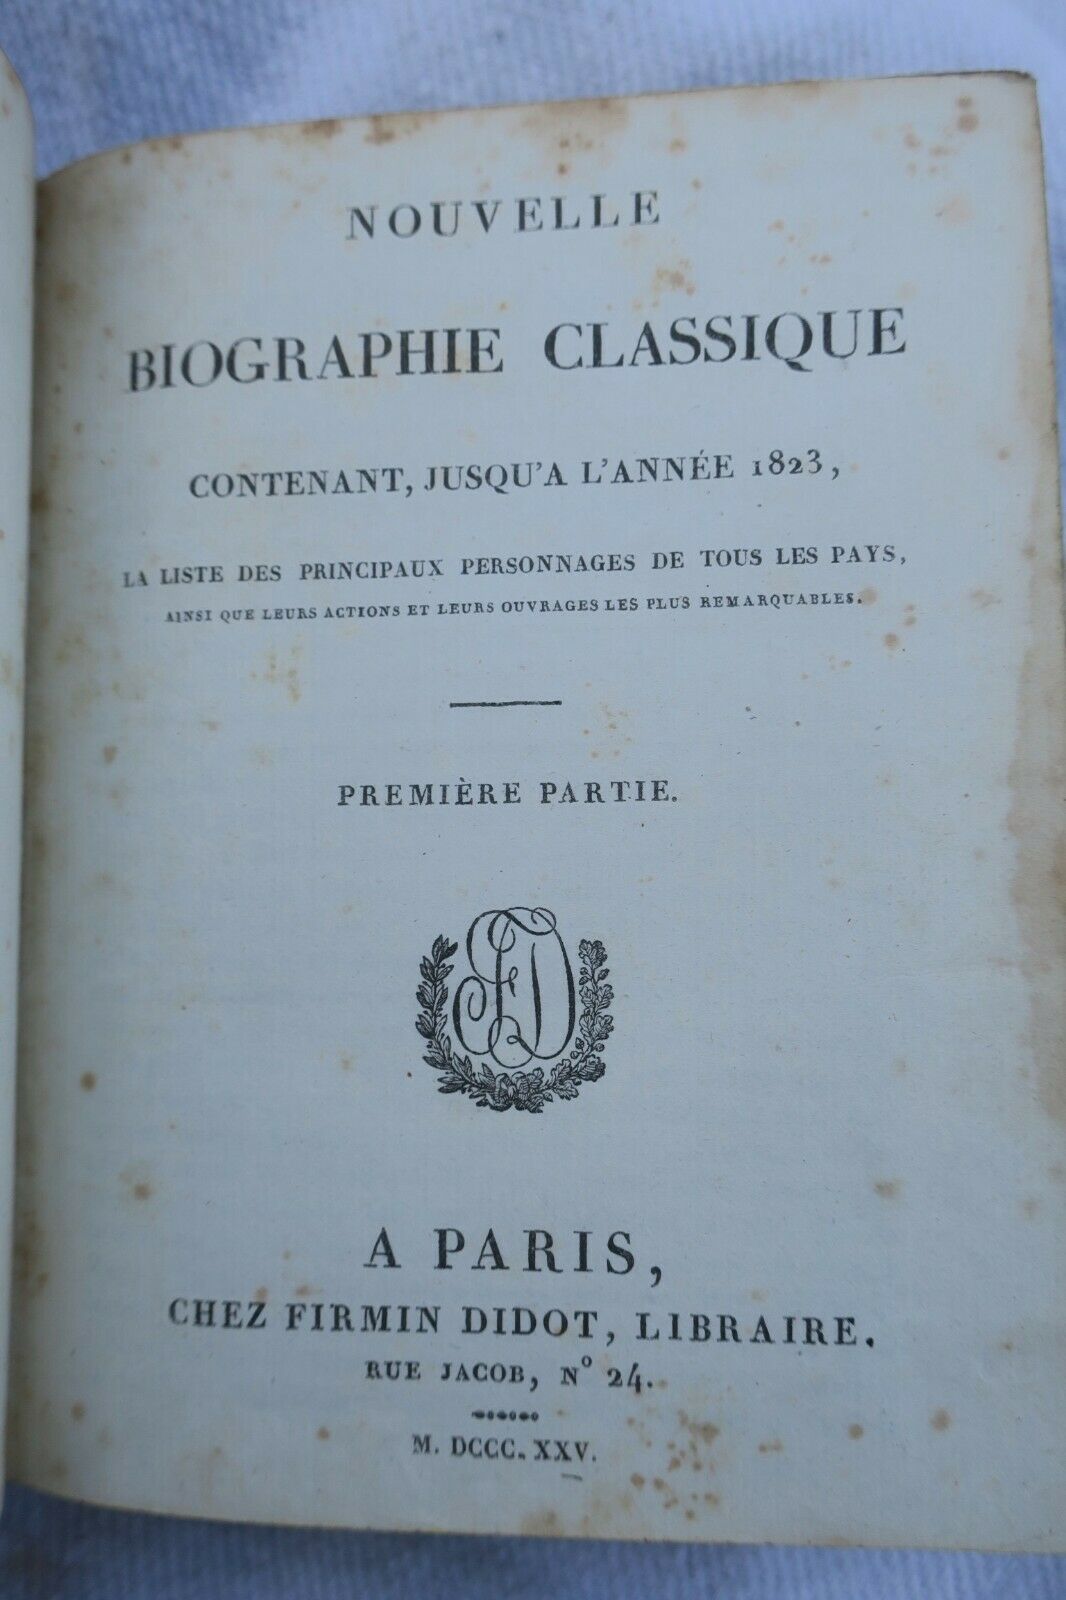 NOUVELLE
BIOGRAPHIE CLASSIQUE
CONTENANT, JUSQU'A L'ANNÉE 1823,
LA LISTE DES PRINCIPAUX PERSONNAGES DE TOUS LES PAYS,
AINSI QUE LEURS ACTIONS ET LEURS OUVRAGES LES PLUS REMARQUABLES.
PREMIÈRE PARTIE.
FD
A PARIS,
CHEZ FIRMIN DIDOT, LIBRAIRE.
RUE JACOB, Nº 24.
M. DCCC. XXV.